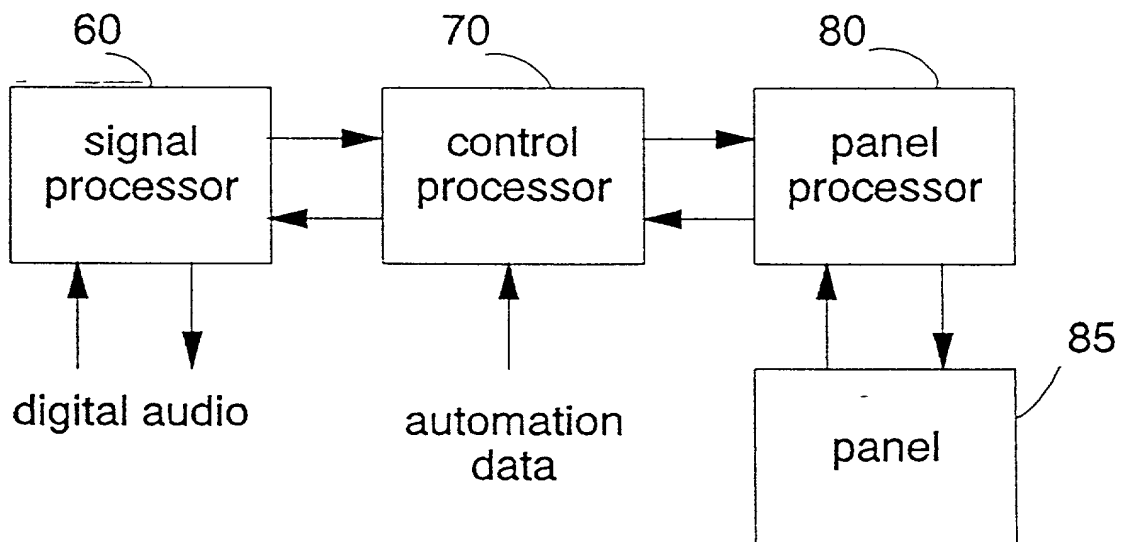 60
70
80
signal
processor
control
processor
panel
processor
85
digital audio
automation
data
panel